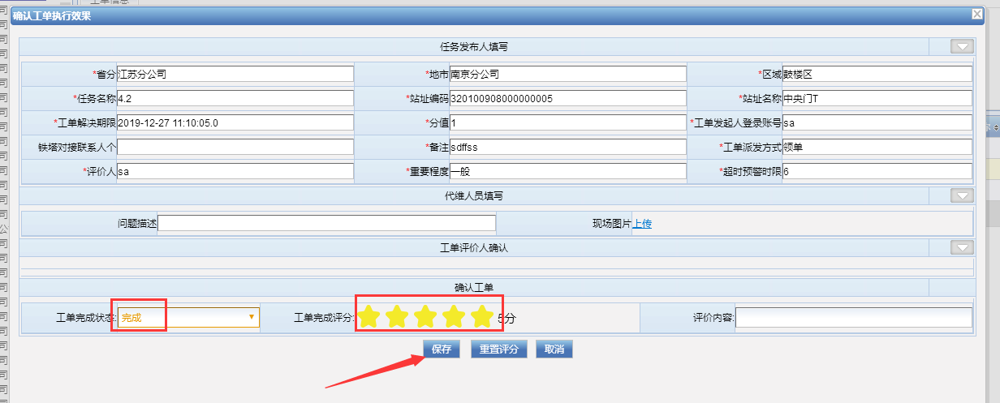 工单信息
确认工单执行效果
任务发布人填写
*省分 江苏分公司 *地市 南京分公司 *区域 鼓楼区
*任务名称 4.2 *站址编码 320100908000000005 *站址名称 中央门T
*工单解决期限 2019-12-27 11:10:05.0 *分值 1 *工单发起人登录账号 sa
铁塔对接联系人个 *备注 sdffss *工单派发方式 领单
*评价人 sa *重要程度 一般 *超时预警时限 6
代维人员填写
问题描述 现场图片 上传
工单评价人确认
确认工单
工单完成状态: 完成 工单完成评分: 5分 评价内容:
保存 重置评分 取消